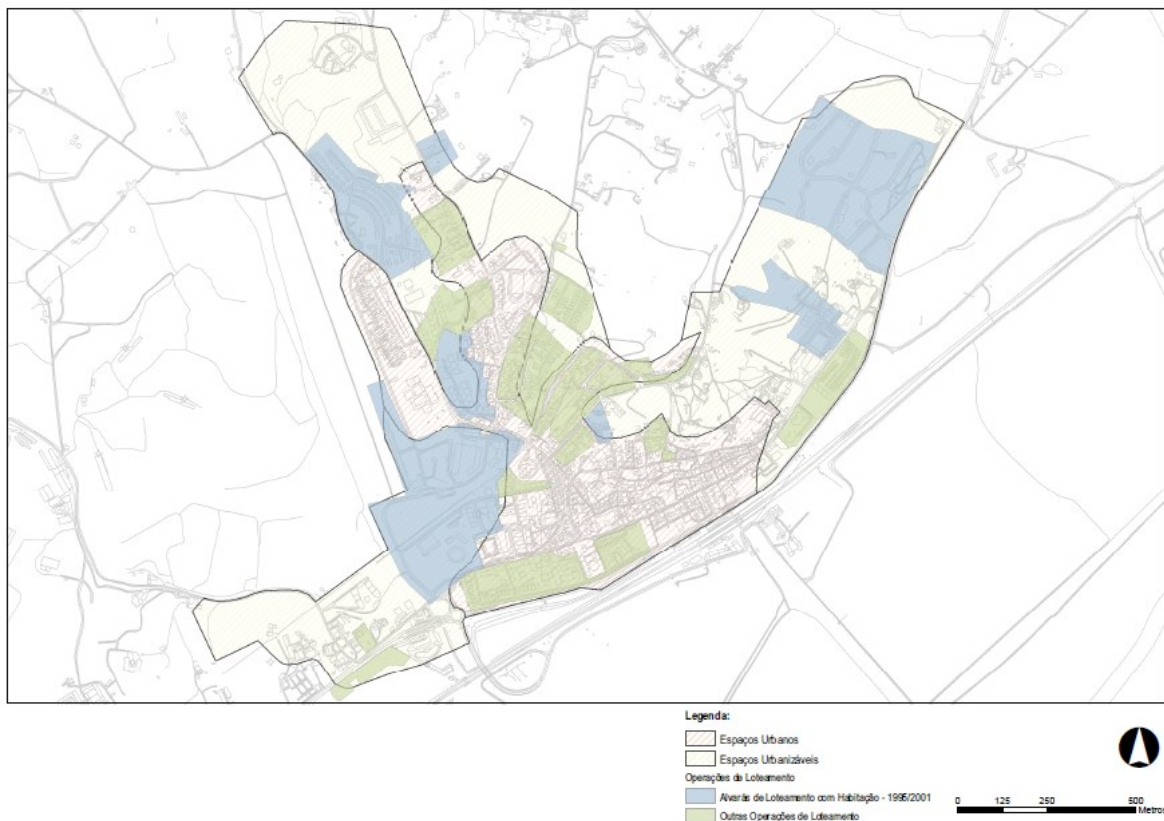 Legenda:
Espaços Urbanos
Espaços Urbanizáveis
Operações de Loteamento
Alvarás de Loteamento com Habitação - 1995/2001
Outras Operações de Loteamento
0 125 250 500
Metros